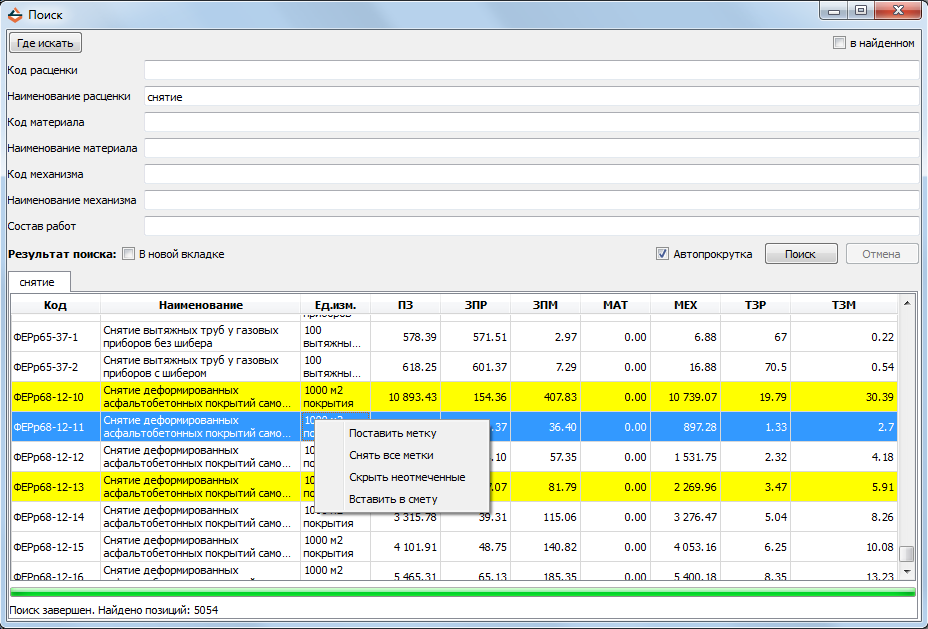 Поиск
Где искать
в найденном
Код расценки
Наименование расценки снятие
Код материала
Наименование материала
Код механизма
Наименование механизма
Состав работ
Результат поиска: В новой вкладке Автопрокрутка Поиск Отмена
снятие
Код Наименование Ед.изм. ПЗ ЗПР ЗПМ МАТ МЕХ ТЗР ТЗМ
ФЕРр65-37-1 Снятие вытяжных труб у газовых 100 578.39 571.51 2.97 0.00 6.88 67 0.22
приборов без шибера вытяжны...
ФЕРр65-37-2 Снятие вытяжных труб у газовых 100 618.25 601.37 7.29 0.00 16.88 70.5 0.54
приборов с шибером вытяжны...
ФЕРр68-12-10 Снятие деформированных 1000 м2 10 893.43 154.36 407.83 0.00 10 739.07 19.79 30.39
асфальтобетонных покрытий само... покрытия
ФЕРр68-12-11 Снятие деформированных .37 36.40 0.00 897.28 1.33 2.7
асфальтобетонных покрытий само...
ФЕРр68-12-12 Снятие деформированных .10 57.35 0.00 1 531.75 2.32 4.18
асфальтобетонных покрытий само...
ФЕРр68-12-13 Снятие деформированных .07 81.79 0.00 2 269.96 3.47 5.91
асфальтобетонных покрытий само...
Поставить метку
Снять все метки
Скрыть неотмеченные
Вставить в смету
ФЕРр68-12-14 Снятие деформированных 3 315.78 39.31 115.06 0.00 3 276.47 5.04 8.26
асфальтобетонных покрытий само... покрытия
ФЕРр68-12-15 Снятие деформированных 1000 м2 4 101.91 48.75 140.82 0.00 4 053.16 6.25 10.08
асфальтобетонных покрытий само... покрытия
ФЕРр68-12-16 Снятие деформированных 1000 м2 5 465.31 65.13 185.35 0.00 5 400.18 8.35 13.23
асфальтобетонных покрытий само...
Поиск завершен. Найдено позиций: 5054